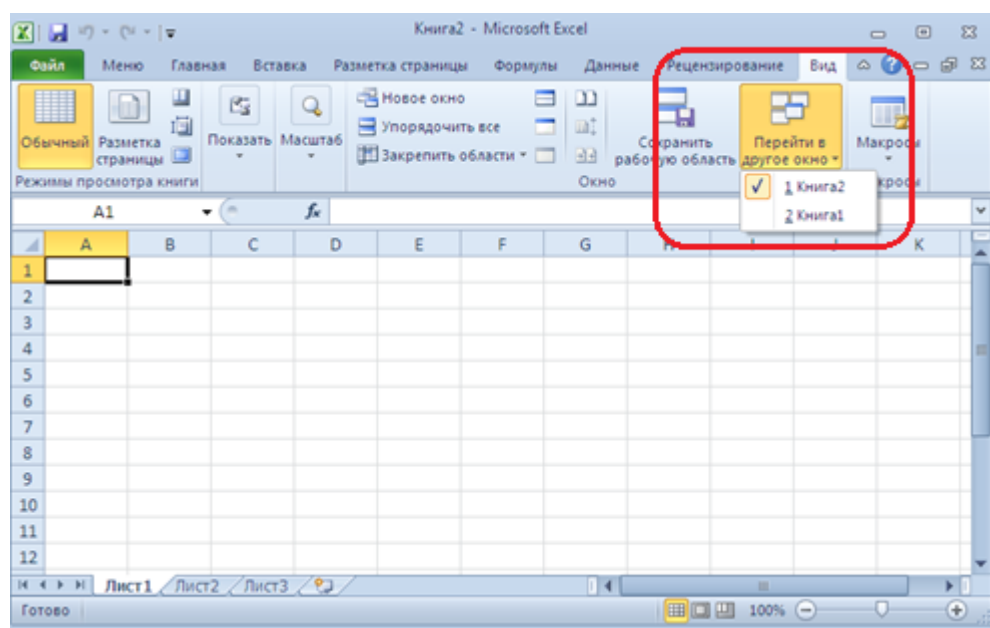 Книга2 - Microsoft Excel
Файл Меню Главная Вставка Разметка страницы Формулы Данные Рецензирование Вид
Обычный
Разметка страницы
Показать
Масштаб
Новое окно
Упорядочить все
Закрепить области
Сохранить рабочую область
Перейти в другое окно
Макросы
Режимы просмотра книги
Окно
1 Книга2
2 Книга1
A1 fx
A B C D E F G H I J K
1
2
3
4
5
6
7
8
9
10
11
12
Лист1 Лист2 Лист3
Готово 100%